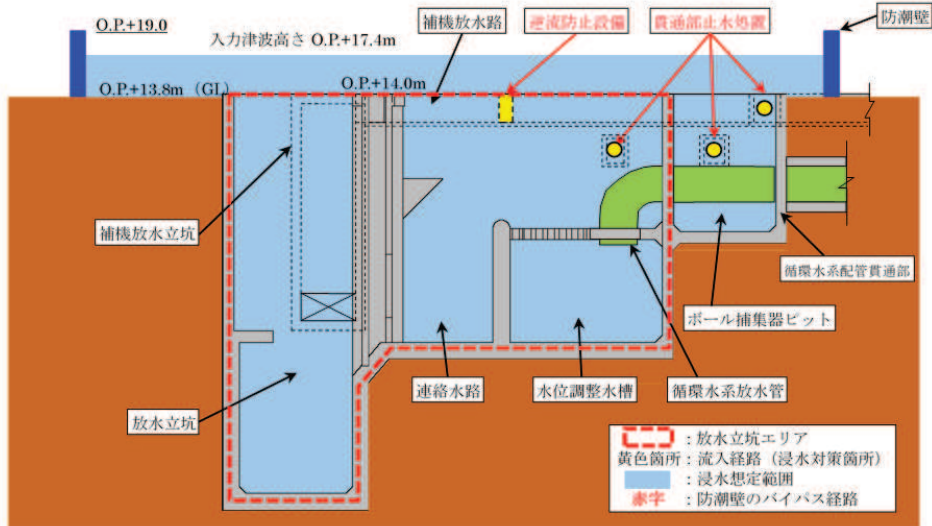 O.P.+19.0
補機放水路
逆流防止設備
貫通部止水処置
防潮壁
入力津波高さ O.P.+17.4m
O.P.+13.8m（GL）
O.P.+14.0m
補機放水立坑
循環水系配管貫通部
ボール捕集器ピット
放水立坑
連絡水路
水位調整水槽
循環水系放水管
：放水立坑エリア
黄色箇所：流入経路（浸水対策箇所）
：浸水想定範囲
赤字：防潮壁のバイパス経路